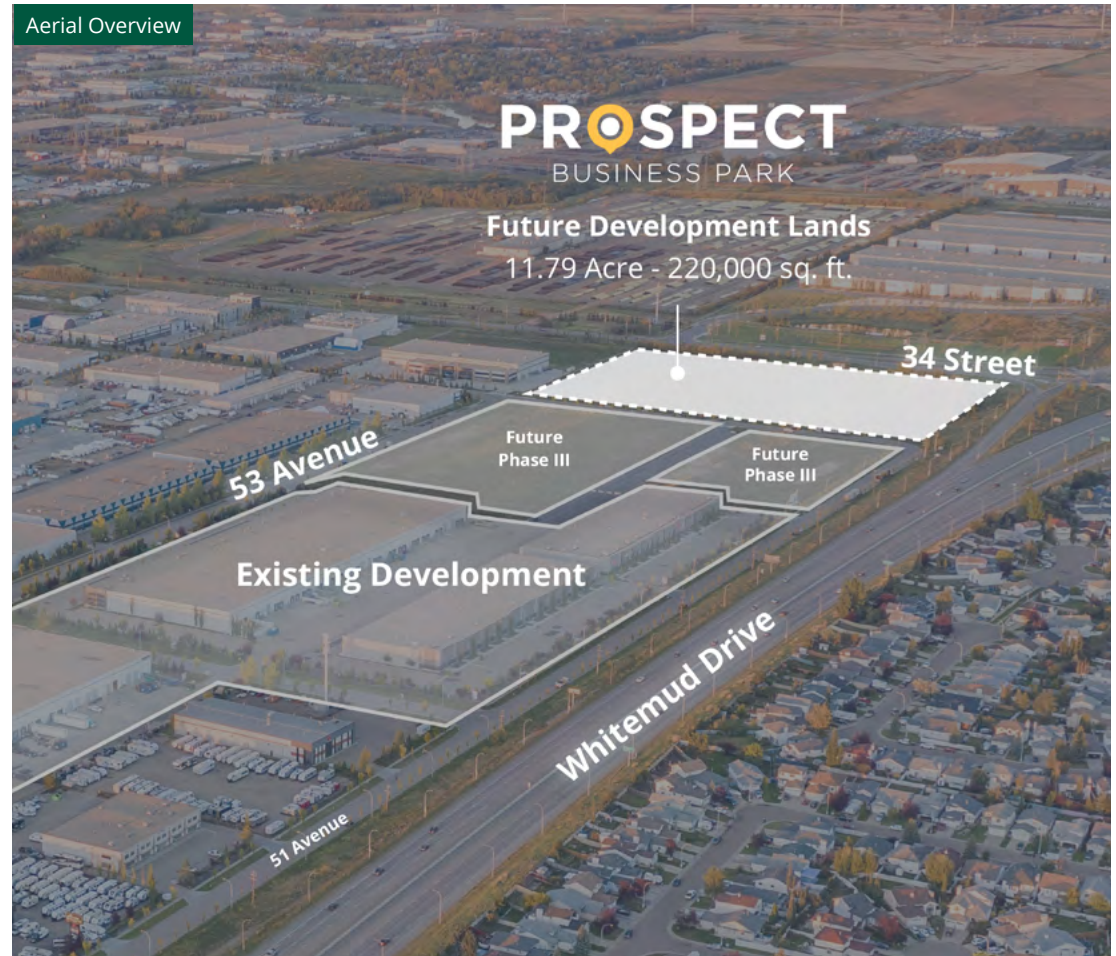 Aerial Overview
PROSPECT
BUSINESS PARK
Future Development Lands
11.79 Acre - 220,000 sq. ft.
34 Street
53 Avenue
Future
Phase III
Future
Phase III
Existing Development
Whitemud Drive
51 Avenue